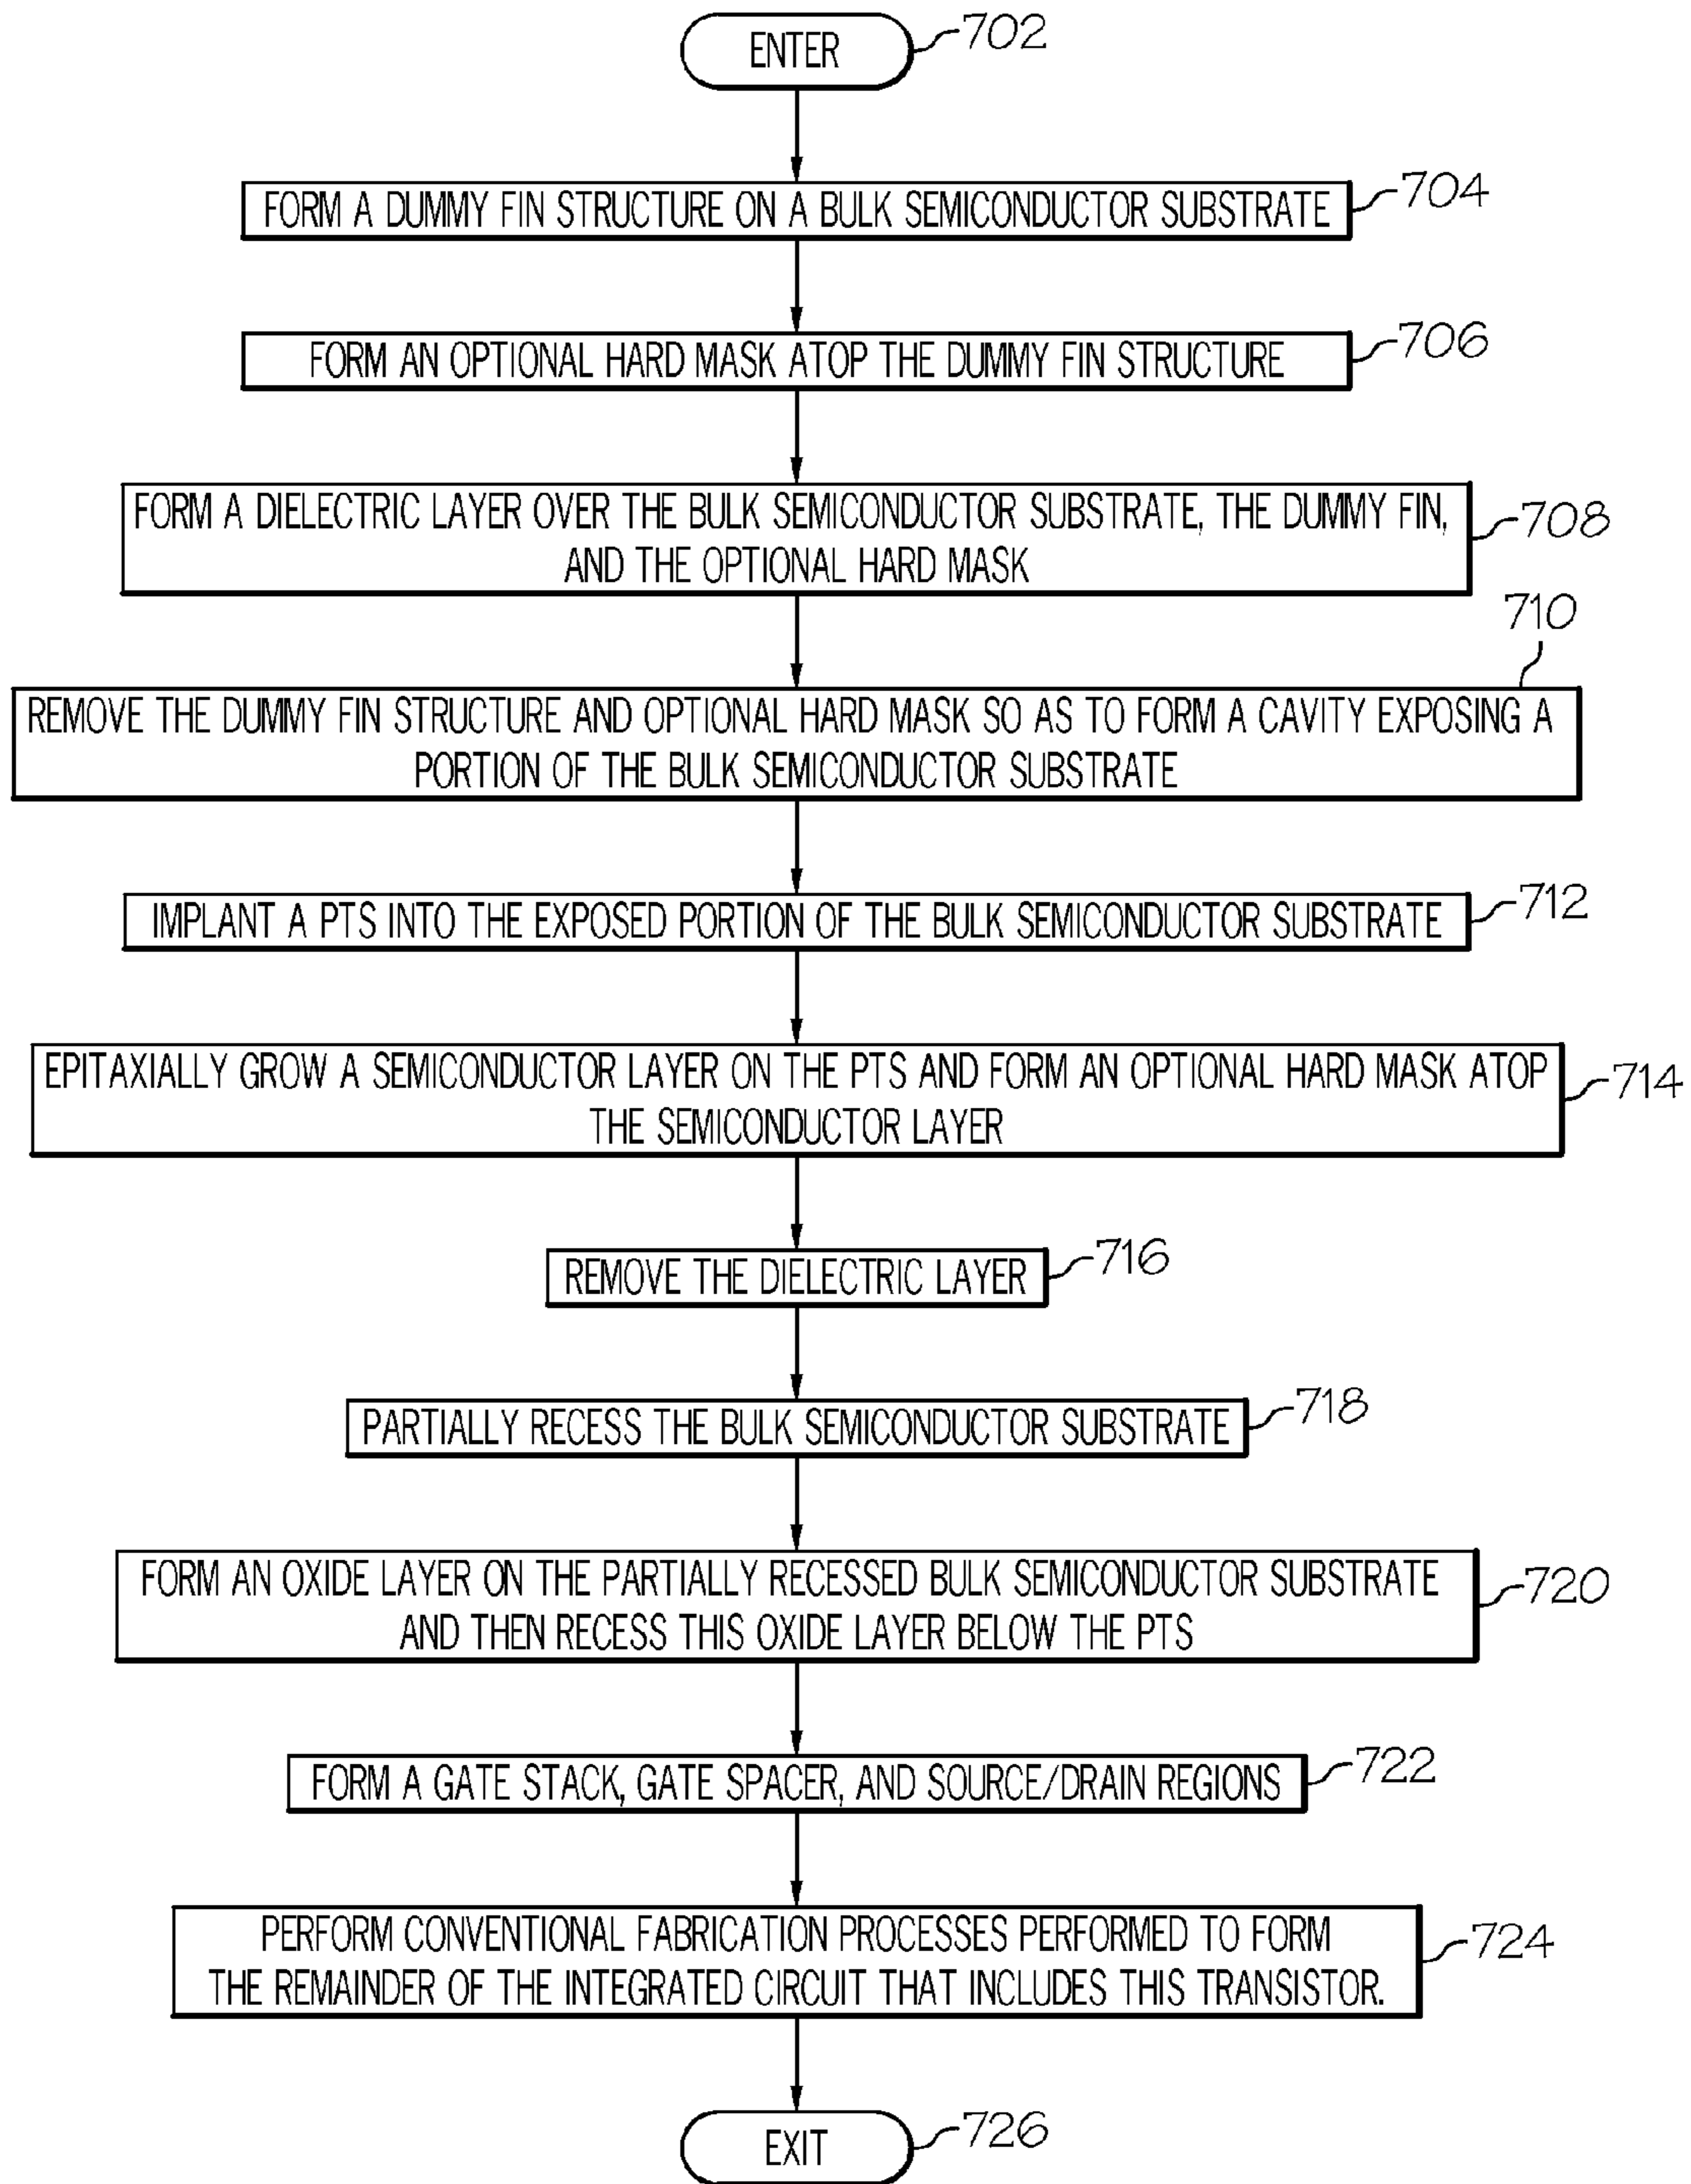 ENTER
702
FORM A DUMMY FIN STRUCTURE ON A BULK SEMICONDUCTOR SUBSTRATE
704
FORM AN OPTIONAL HARD MASK ATOP THE DUMMY FIN STRUCTURE
706
FORM A DIELECTRIC LAYER OVER THE BULK SEMICONDUCTOR SUBSTRATE, THE DUMMY FIN,
AND THE OPTIONAL HARD MASK
708
710
REMOVE THE DUMMY FIN STRUCTURE AND OPTIONAL HARD MASK SO AS TO FORM A CAVITY EXPOSING A
PORTION OF THE BULK SEMICONDUCTOR SUBSTRATE
IMPLANT A PTS INTO THE EXPOSED PORTION OF THE BULK SEMICONDUCTOR SUBSTRATE
712
EPITAXIALLY GROW A SEMICONDUCTOR LAYER ON THE PTS AND FORM AN OPTIONAL HARD MASK ATOP
THE SEMICONDUCTOR LAYER
714
REMOVE THE DIELECTRIC LAYER
716
PARTIALLY RECESS THE BULK SEMICONDUCTOR SUBSTRATE
718
FORM AN OXIDE LAYER ON THE PARTIALLY RECESSED BULK SEMICONDUCTOR SUBSTRATE
AND THEN RECESS THIS OXIDE LAYER BELOW THE PTS
720
FORM A GATE STACK, GATE SPACER, AND SOURCE/DRAIN REGIONS
722
PERFORM CONVENTIONAL FABRICATION PROCESSES PERFORMED TO FORM
THE REMAINDER OF THE INTEGRATED CIRCUIT THAT INCLUDES THIS TRANSISTOR.
724
EXIT
726